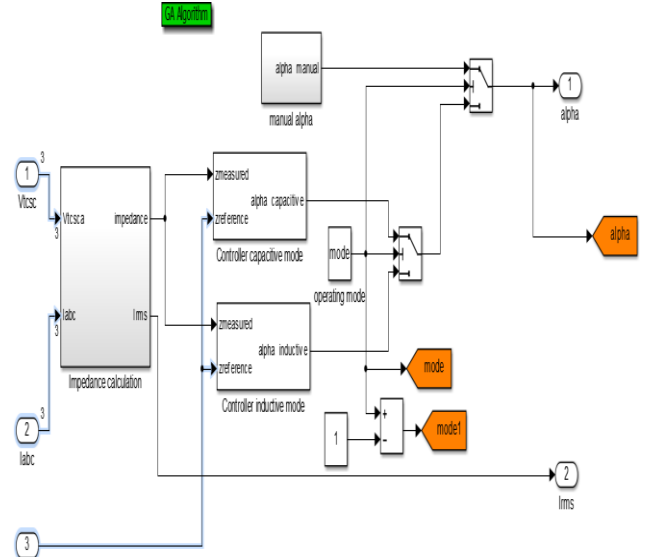 GA Algorithm
alpha manual
manual alpha
1
alpha
3
1
Vtcsc
3
Vtcsca
impedance
Iabc
3
Irms
Impedance calculation
zmeasured
alpha capacitive
zreference
Controller capacitive mode
mode
operating mode
alpha
zmeasured
alpha inductive
zreference
Controller inductive mode
mode
1
+
-
mode1
3
2
Iabc
2
Irms
3